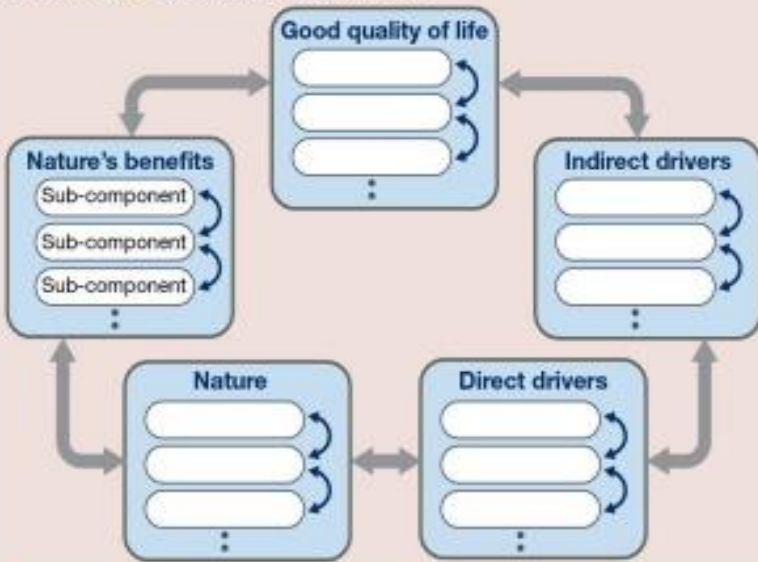 Good quality of life
Nature's benefits
Sub-component
Sub-component
Sub-component
Indirect drivers
Nature
Direct drivers